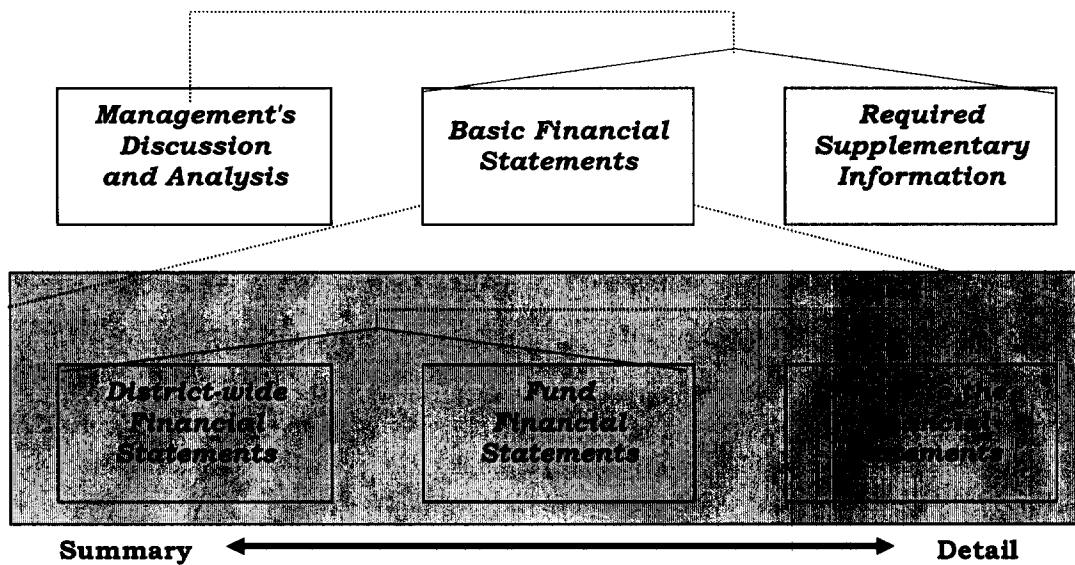 Management's
Discussion
and Analysis
Basic Financial
Statements
Required
Supplementary
Information
District-wide
Financial
Statements
Fund
Financial
Statements
the
Summary
Detail